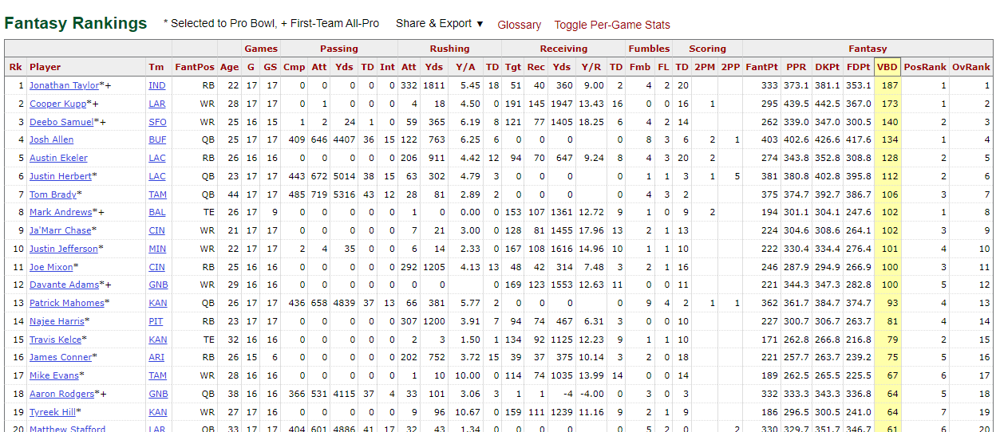 Fantasy Rankings * Selected to Pro Bowl, + First-Team All-Pro Share & Export ▼ Glossary Toggle Per-Game Stats
Games Passing Rushing Receiving Fumbles Scoring Fantasy
Rk Player Tm FantPos Age G GS Cmp Att Yds TD Int Att Yds Y/A TD Tgt Rec Yds Y/R TD Fmb FL TD 2PM 2PP FantPt PPR DKPt FDPt VBD PosRank OvRank
1 Jonathan Taylor*+ IND RB 22 17 17 0 0 0 0 0 332 1811 5.45 18 51 40 360 9.00 2 4 2 20 333 373.1 381.1 353.1 187 1 1
2 Cooper Kupp*+ LAR WR 28 17 17 0 1 0 0 0 4 18 4.50 0 191 145 1947 13.43 16 0 0 16 1 295 439.5 442.5 367.0 173 1 2
3 Deebo Samuel*+ SFO WR 25 16 15 1 2 24 1 0 59 365 6.19 8 121 77 1405 18.25 6 4 2 14 262 339.0 347.0 300.5 140 2 3
4 Josh Allen BUF QB 25 17 17 409 646 4407 36 15 122 763 6.25 6 0 0 0 0 8 3 6 2 1 403 402.6 426.6 417.6 134 1 4
5 Austin Ekeler LAC RB 26 16 16 0 0 0 0 0 206 911 4.42 12 94 70 647 9.24 8 4 3 20 2 274 343.8 352.8 308.8 128 2 5
6 Justin Herbert* LAC QB 23 17 17 443 672 5014 38 15 63 302 4.79 3 0 0 0 0 1 1 3 1 5 381 380.8 402.8 395.8 112 2 6
7 Tom Brady* TAM QB 44 17 17 485 719 5316 43 12 28 81 2.89 2 0 0 0 0 4 3 2 375 374.7 392.7 386.7 106 3 7
8 Mark Andrews*+ BAL TE 26 17 9 0 0 0 0 0 1 0 0.00 0 153 107 1361 12.72 9 1 0 9 2 194 301.1 304.1 247.6 102 1 8
9 Ja'Marr Chase* CIN WR 21 17 17 0 0 0 0 0 7 21 3.00 0 128 81 1455 17.96 13 2 1 13 224 304.6 308.6 264.1 102 3 9
10 Justin Jefferson* MIN WR 22 17 17 2 4 35 0 0 6 14 2.33 0 167 108 1616 14.96 10 1 1 10 222 330.4 334.4 276.4 101 4 10
11 Joe Mixon* CIN RB 25 16 16 0 0 0 0 0 292 1205 4.13 13 48 42 314 7.48 3 2 1 16 246 287.9 294.9 266.9 100 3 11
12 Davante Adams*+ GNB WR 29 16 16 0 0 0 0 0 0 0 0 169 123 1553 12.63 11 0 0 11 221 344.3 347.3 282.8 100 5 12
13 Patrick Mahomes* KAN QB 26 17 17 436 658 4839 37 13 66 381 5.77 2 0 0 0 0 9 4 2 1 1 362 361.7 384.7 374.7 93 4 13
14 Najee Harris* PIT RB 23 17 17 0 0 0 0 0 307 1200 3.91 7 94 74 467 6.31 3 0 0 10 227 300.7 306.7 263.7 81 4 14
15 Travis Kelce* KAN TE 32 16 16 0 0 0 0 0 2 3 1.50 1 134 92 1125 12.23 9 1 1 10 1 171 262.8 266.8 216.8 79 2 15
16 James Conner* ARI RB 26 15 6 0 0 0 0 0 202 752 3.72 15 39 37 375 10.14 3 2 0 18 221 257.7 263.7 239.2 75 5 16
17 Mike Evans* TAM WR 28 16 16 0 0 0 0 0 1 10 10.00 0 114 74 1035 13.99 14 0 0 14 189 262.5 265.5 225.5 67 6 17
18 Aaron Rodgers*+ GNB QB 38 16 16 366 531 4115 37 4 33 101 3.06 3 1 1 -4 -4.00 0 3 0 3 332 333.3 343.3 336.8 64 5 18
19 Tyreek Hill* KAN WR 27 17 16 0 0 0 0 0 9 96 10.67 0 159 111 1239 11.16 9 2 1 9 186 296.5 300.5 241.0 64 7 19
20 Matthew Stafford LAR QB 33 17 17 404 601 4886 41 17 32 43 1.34 0 0 0 0 0 5 2 0 2 330 329.7 351.7 346.7 61 6 20